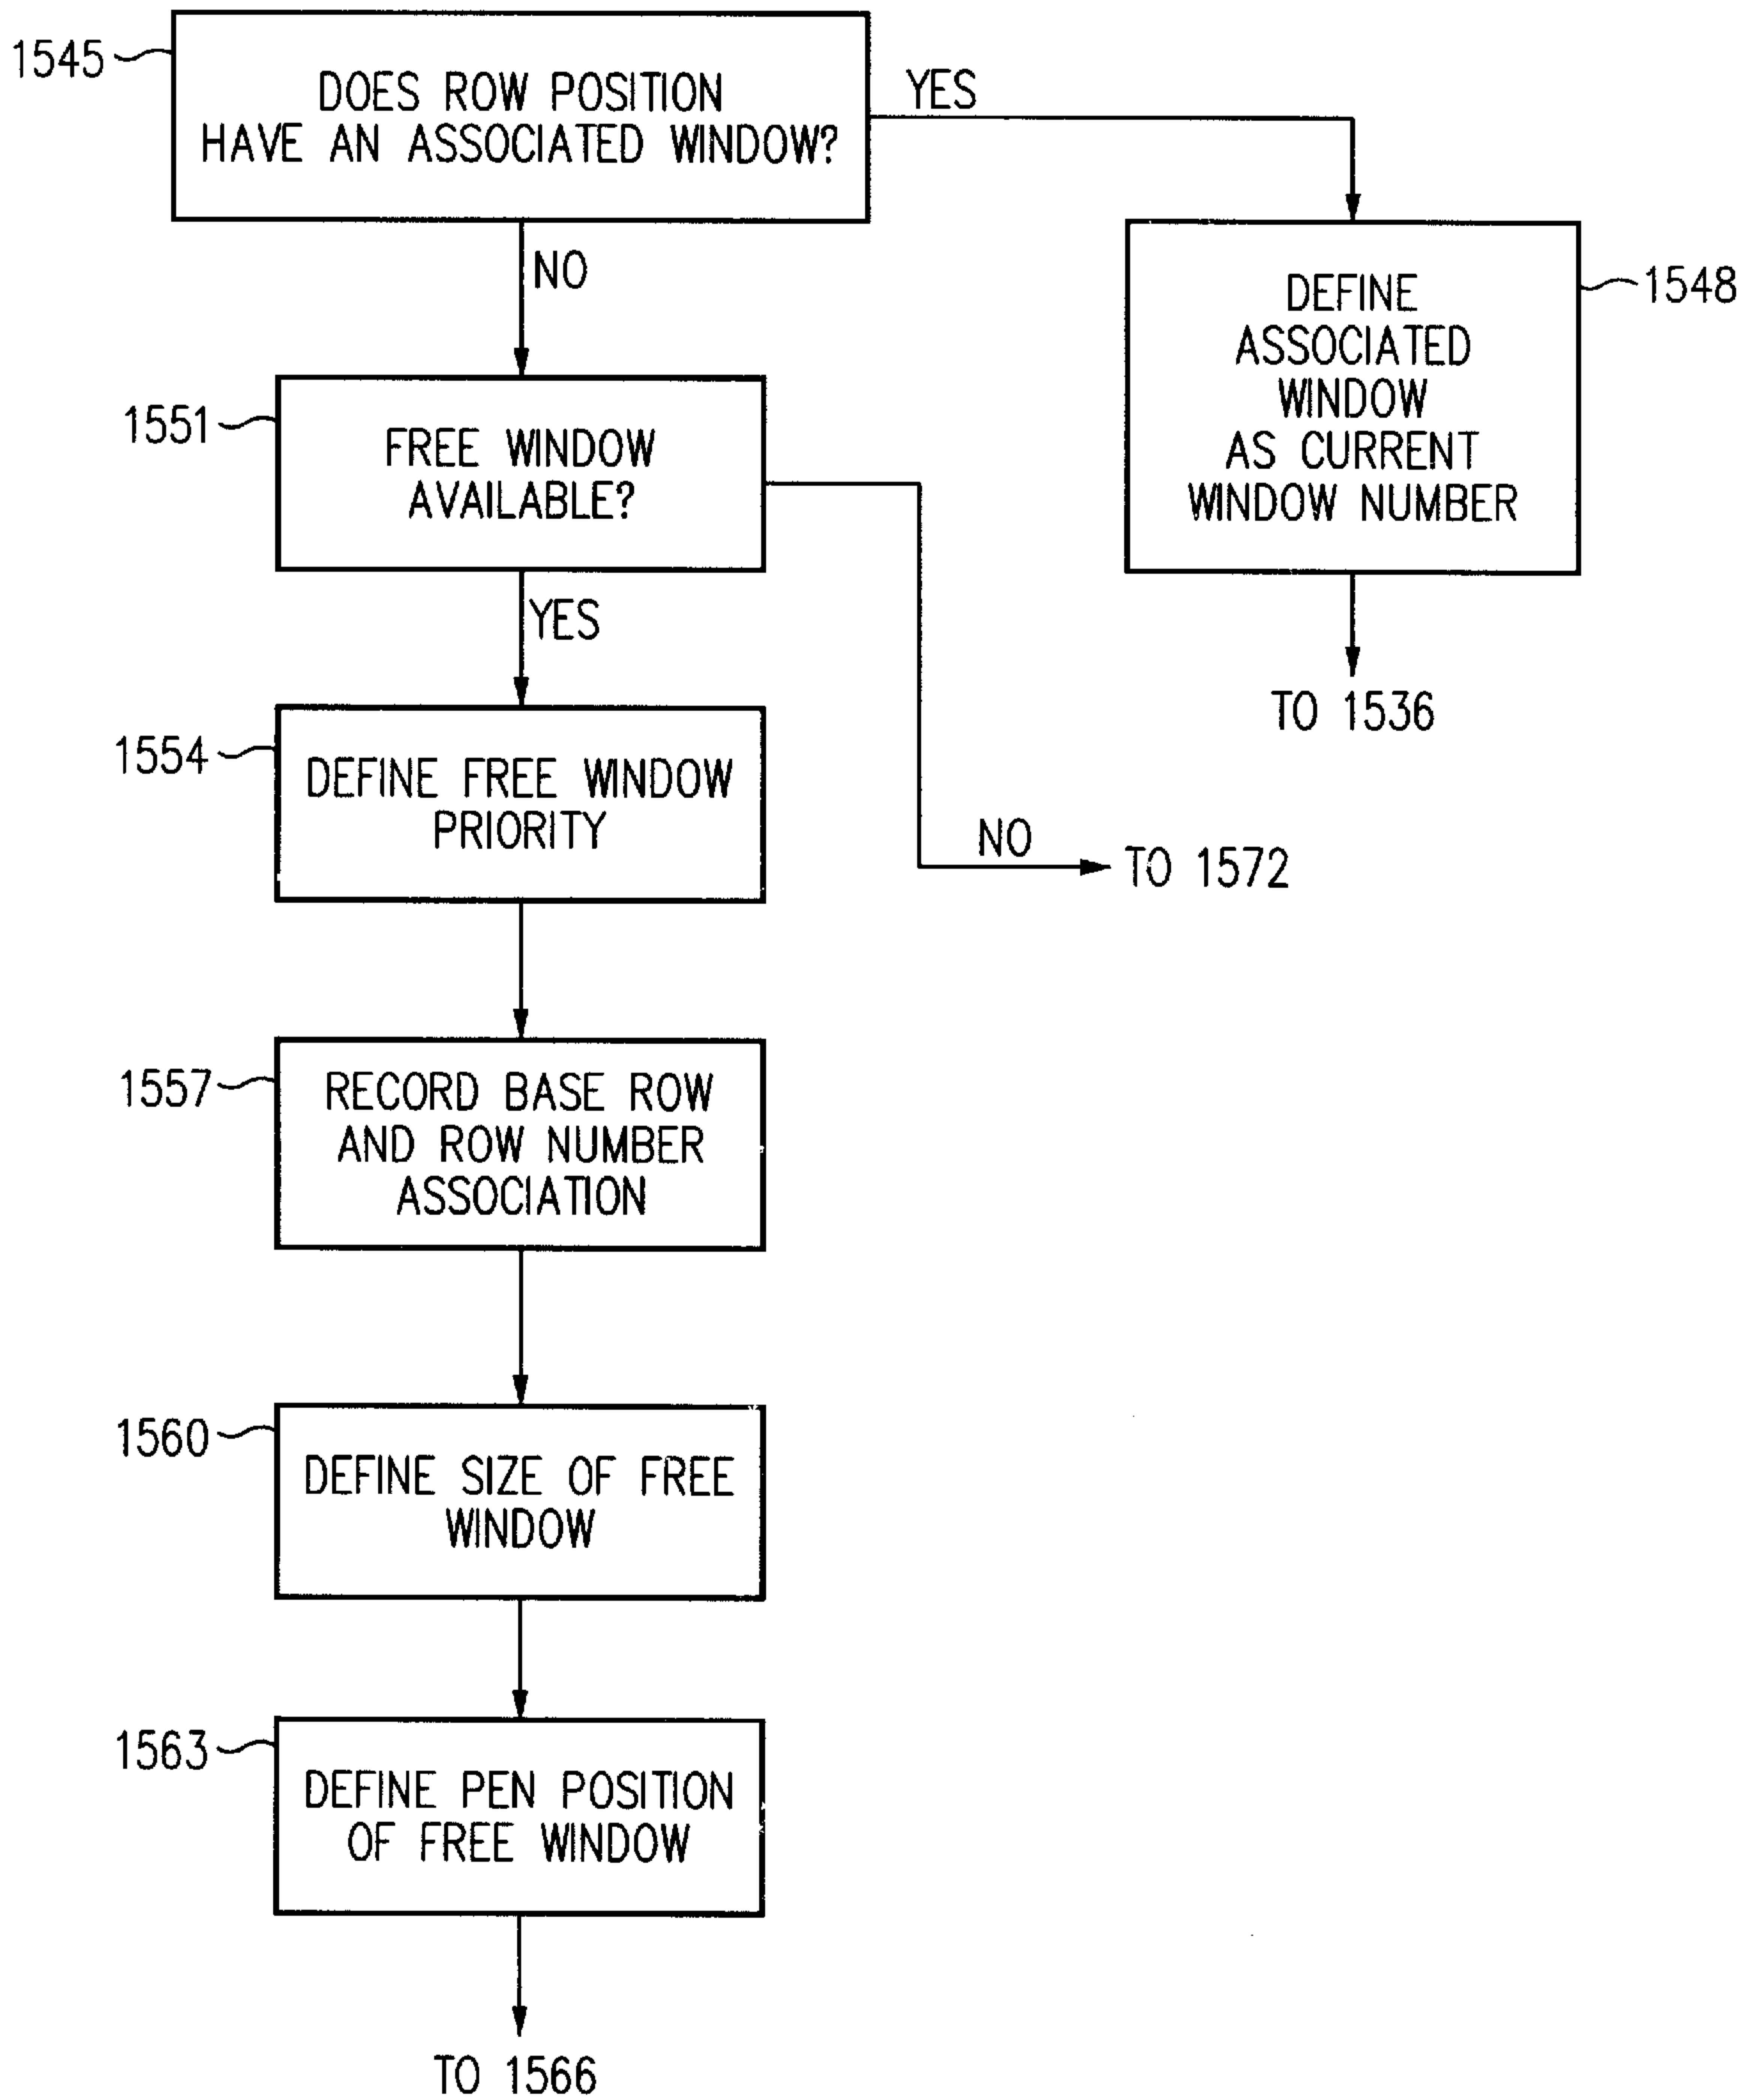 1545
DOES ROW POSITION
HAVE AN ASSOCIATED WINDOW?
YES
NO
1548
DEFINE
ASSOCIATED
WINDOW
AS CURRENT
WINDOW NUMBER
TO 1536
1551
FREE WINDOW
AVAILABLE?
YES
NO
TO 1572
1554
DEFINE FREE WINDOW
PRIORITY
1557
RECORD BASE ROW
AND ROW NUMBER
ASSOCIATION
1560
DEFINE SIZE OF FREE
WINDOW
1563
DEFINE PEN POSITION
OF FREE WINDOW
TO 1566